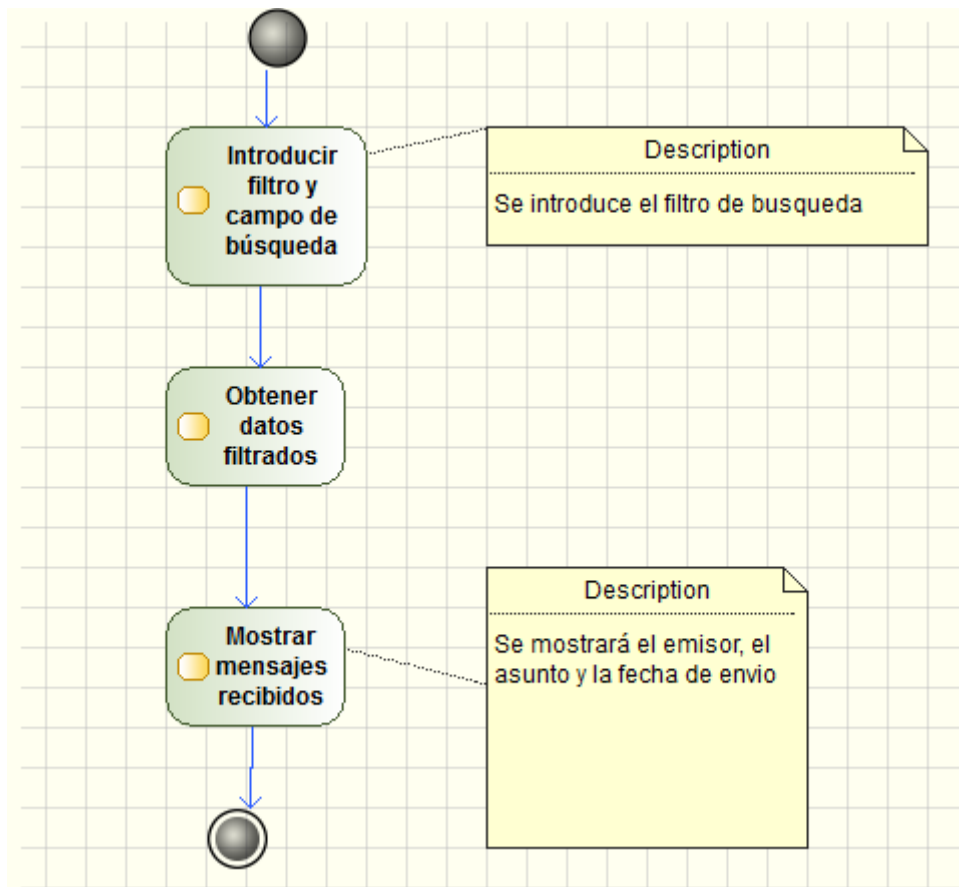 Introducir
filtro y
campo de
búsqueda
Description
Se introduce el filtro de busqueda
Obtener
datos
filtrados
Mostrar
mensajes
recibidos
Description
Se mostrará el emisor, el
asunto y la fecha de envio